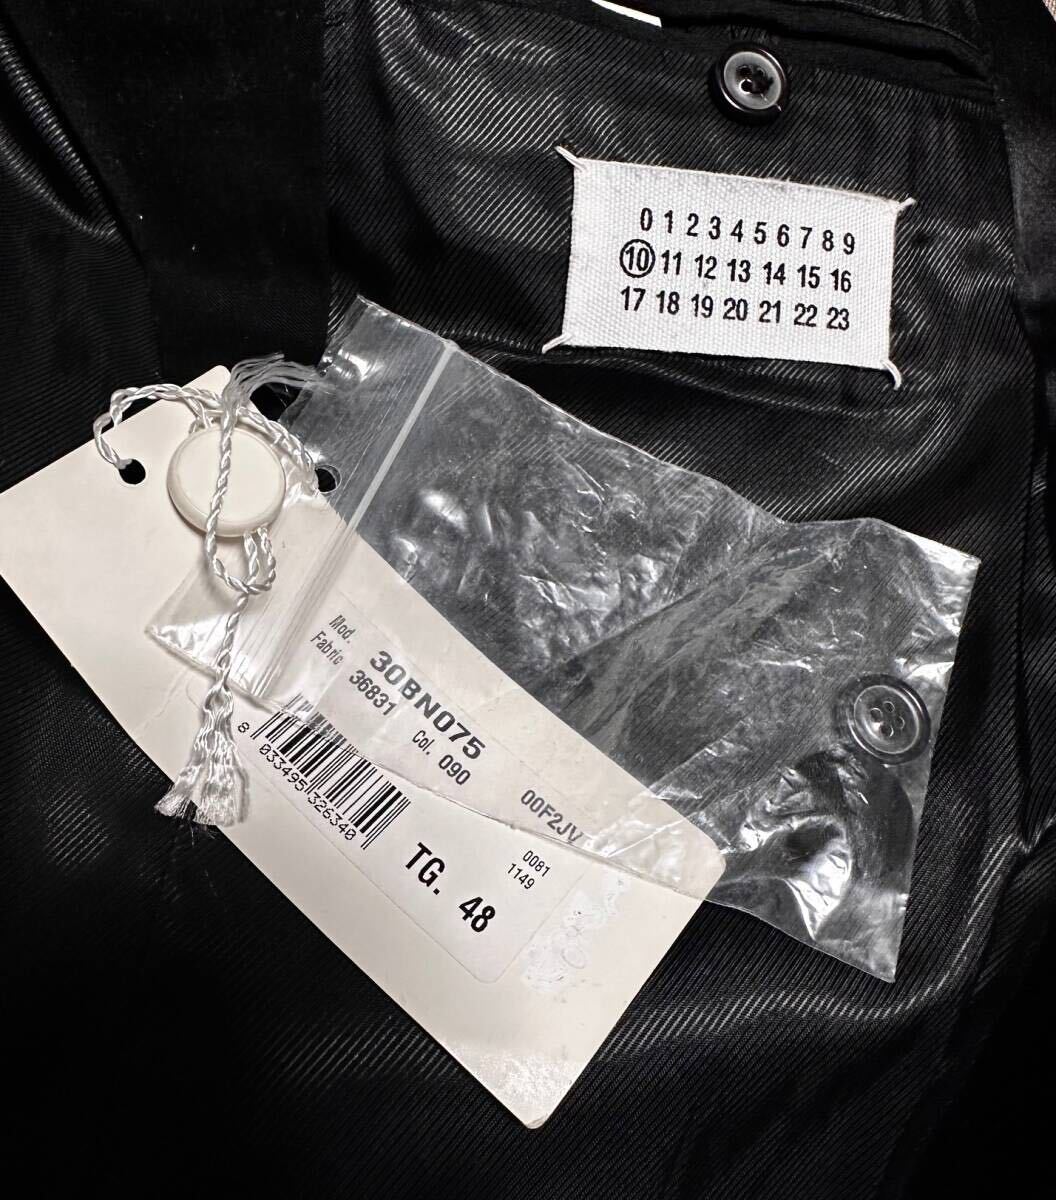 0 1 2 3 4 5 6 7 8 9
10 11 12 13 14 15 16
17 18 19 20 21 22 23
Mod. 30BN075 00F2JV
Fabric 36831 Col. 090 0081
1149
8 033495 326340
TG. 48